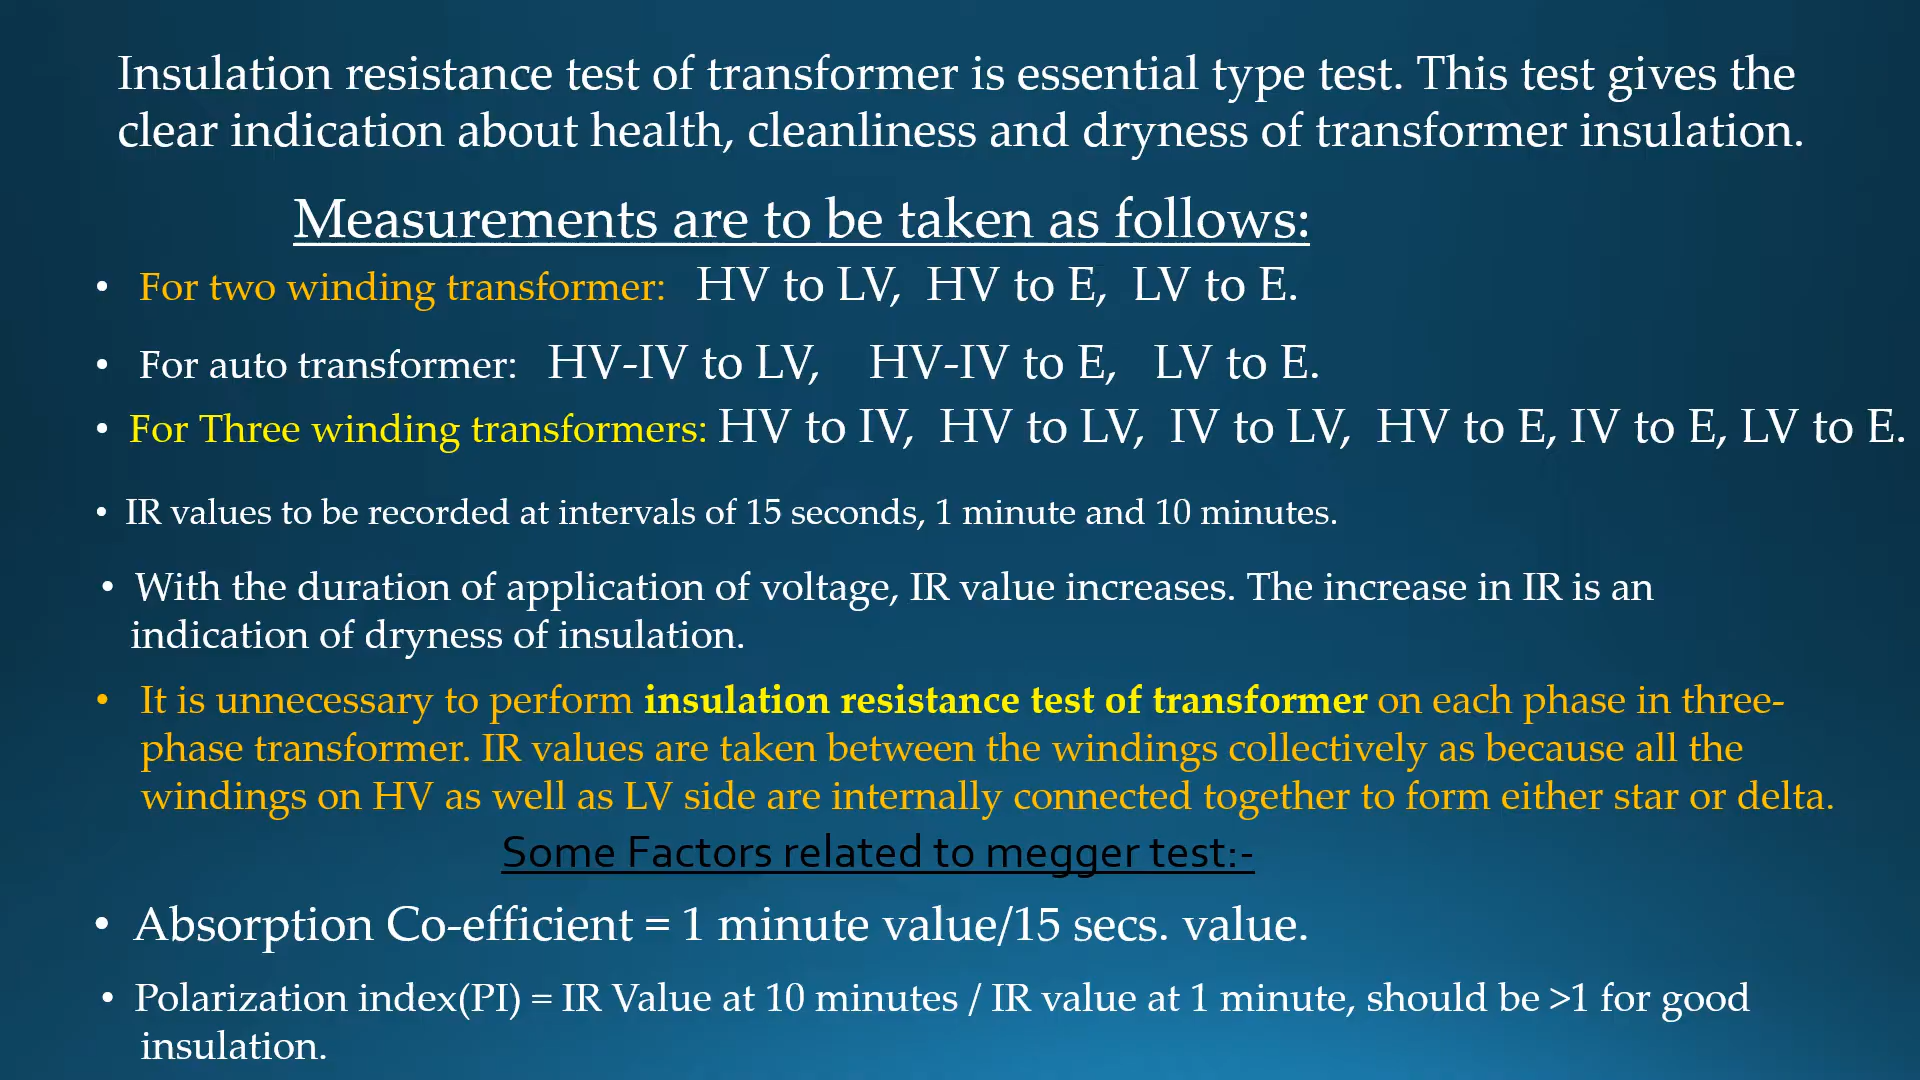 Insulation resistance test of transformer is essential type test. This test gives the
clear indication about health, cleanliness and dryness of transformer insulation.
Measurements are to be taken as follows:
• For two winding transformer: HV to LV, HV to E, LV to E.
• For auto transformer: HV-IV to LV, HV-IV to E, LV to E.
• For Three winding transformers: HV to IV, HV to LV, IV to LV, HV to E, IV to E, LV to E.
• IR values to be recorded at intervals of 15 seconds, 1 minute and 10 minutes.
• With the duration of application of voltage, IR value increases. The increase in IR is an
indication of dryness of insulation.
• It is unnecessary to perform insulation resistance test of transformer on each phase in three-
phase transformer. IR values are taken between the windings collectively as because all the
windings on HV as well as LV side are internally connected together to form either star or delta.
Some Factors related to megger test:-
• Absorption Co-efficient = 1 minute value/15 secs. value.
• Polarization index(PI) = IR Value at 10 minutes / IR value at 1 minute, should be >1 for good
insulation.